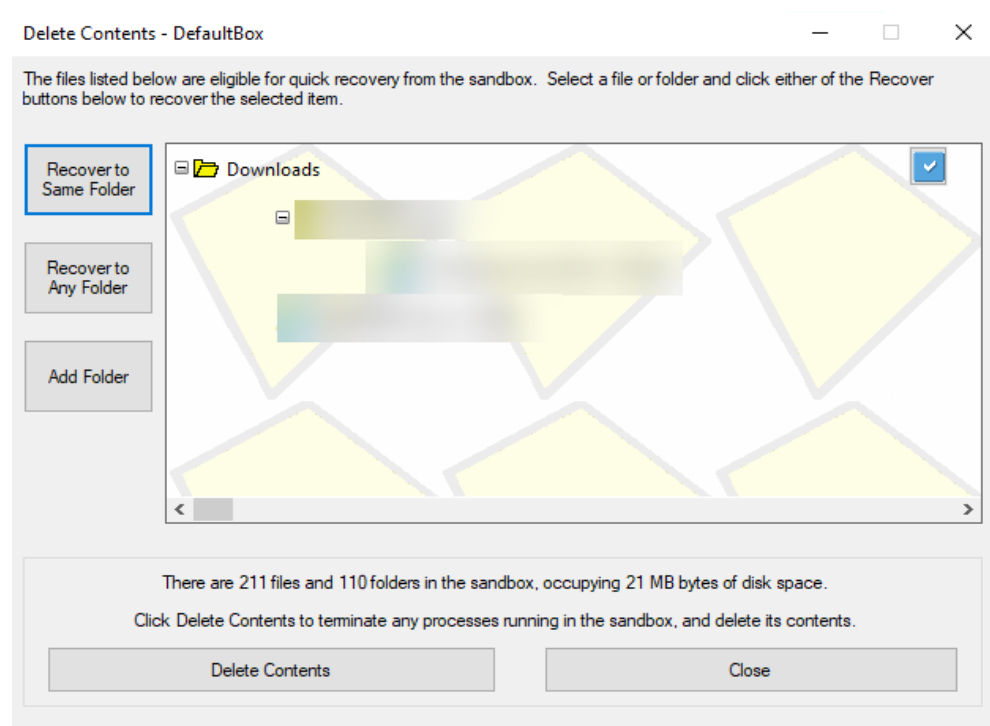 Delete Contents - DefaultBox
The files listed below are eligible for quick recovery from the sandbox.  Select a file or folder and click either of the Recover
buttons below to recover the selected item.
Recover to
Same Folder
Downloads
Recover to
Any Folder
Add Folder
There are 211 files and 110 folders in the sandbox, occupying 21 MB bytes of disk space.
Click Delete Contents to terminate any processes running in the sandbox, and delete its contents.
Delete Contents
Close